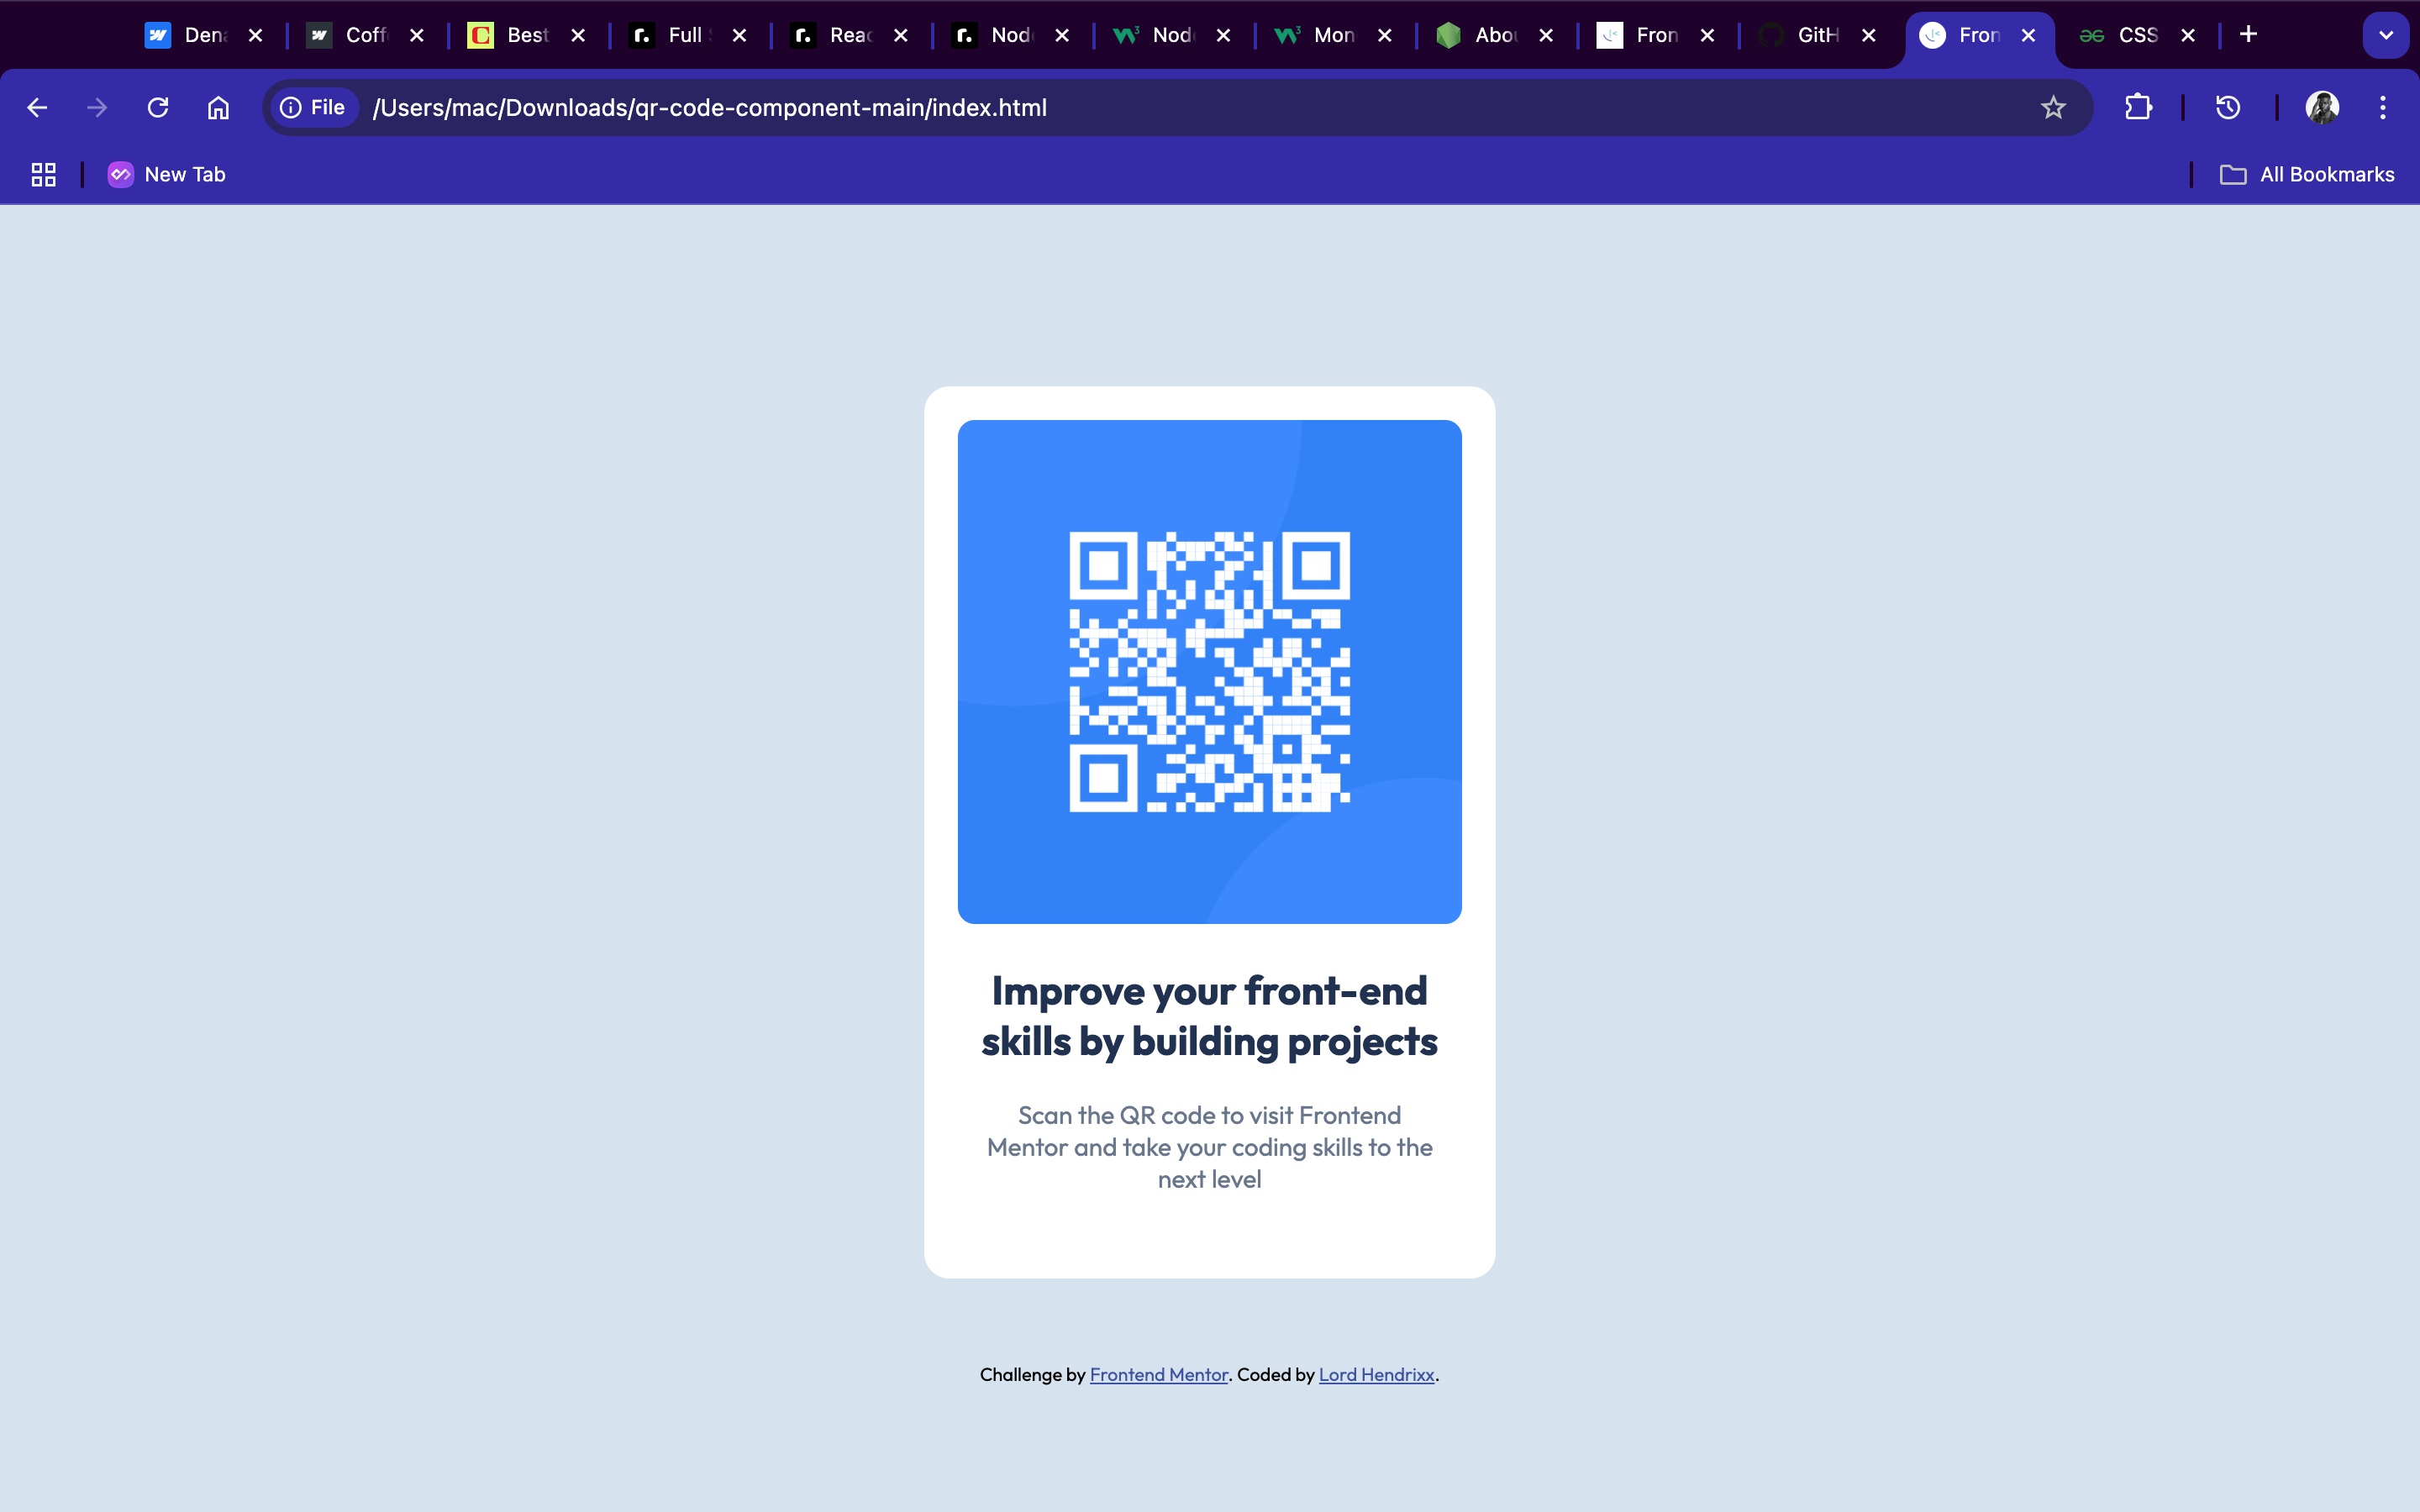 Den
Coff
Best
Full
Reac
Nod
Nod
Mon
Abou
Fron
GitH
Fron
CSS
File
/Users/mac/Downloads/qr-code-component-main/index.html
New Tab
All Bookmarks
Improve your front-end
skills by building projects
Scan the QR code to visit Frontend
Mentor and take your coding skills to the
next level
Challenge by Frontend Mentor. Coded by Lord Hendrixx.